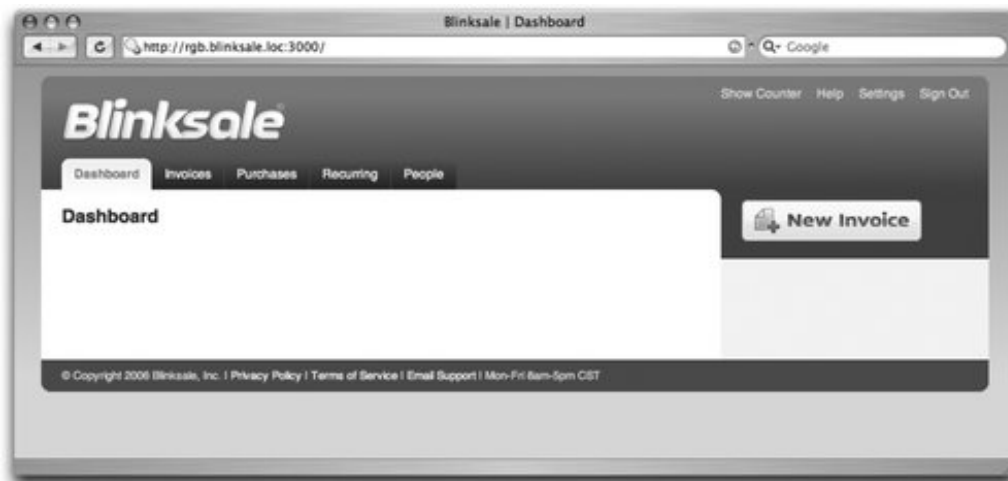 Blinksale | Dashboard
http://rgb.blinksale.loc:3000/
Google
Show Counter Help Settings Sign Out
Blinksale
Dashboard Invoices Purchases Recurring People
Dashboard
New Invoice
© Copyright 2006 Blinksale, Inc. | Privacy Policy | Terms of Service | Email Support | Mon-Fri 8am-5pm CST